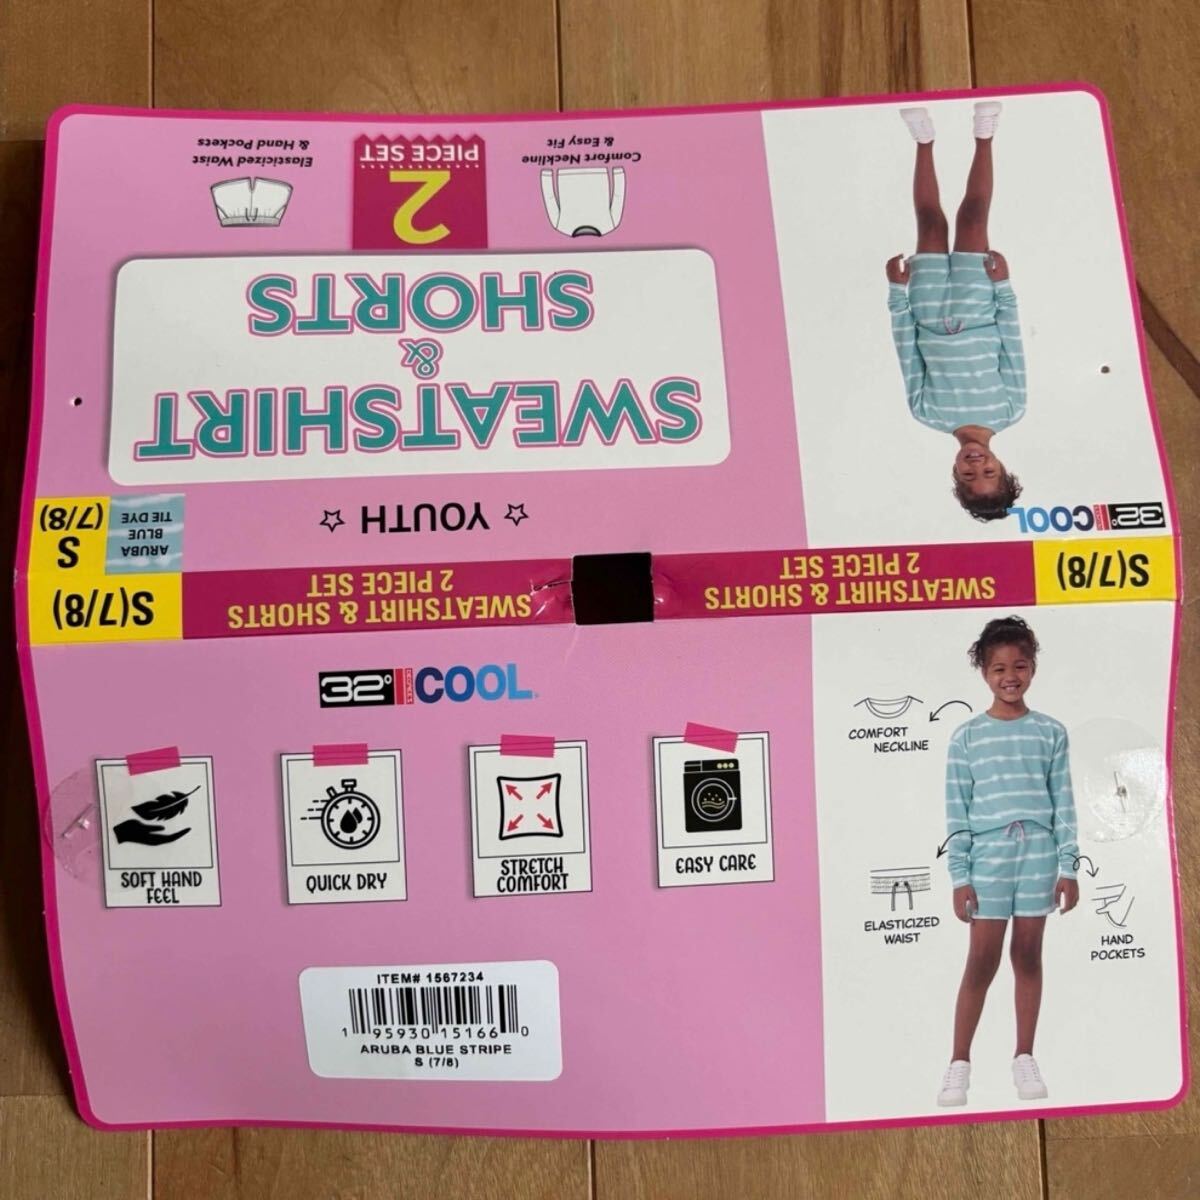 Elasticized Waist
& Hand Pockets
2
PIECE SET
Comfort Neckline
& Easy Fit
SWEATSHIRT
&
SHORTS
☆ YOUTH ☆
32° COOL
S
(7/8)
ARUBA
BLUE
TIE DYE
S(7/8)
SWEATSHIRT & SHORTS
2 PIECE SET
SWEATSHIRT & SHORTS
2 PIECE SET
S(7/8)
32° COOL
SOFT HAND
FEEL
QUICK DRY
STRETCH
COMFORT
EASY CARE
ITEM# 1567234
1 95930 15166 0
ARUBA BLUE STRIPE
S (7/8)
COMFORT
NECKLINE
ELASTICIZED
WAIST
HAND
POCKETS